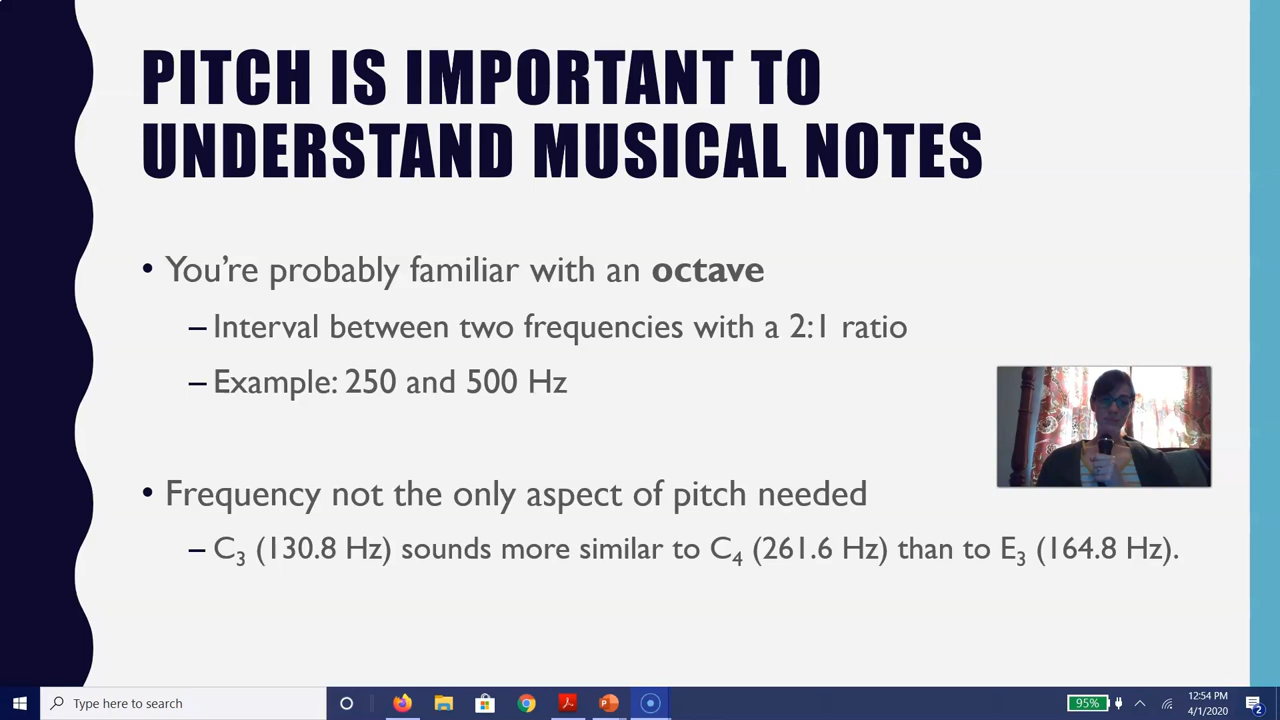 PITCH IS IMPORTANT TO
UNDERSTAND MUSICAL NOTES
• You're probably familiar with an octave
– Interval between two frequencies with a 2:1 ratio
– Example: 250 and 500 Hz
• Frequency not the only aspect of pitch needed
– C₃ (130.8 Hz) sounds more similar to C₄ (261.6 Hz) than to E₃ (164.8 Hz).
Type here to search
95%
12:54 PM
4/1/2020
2